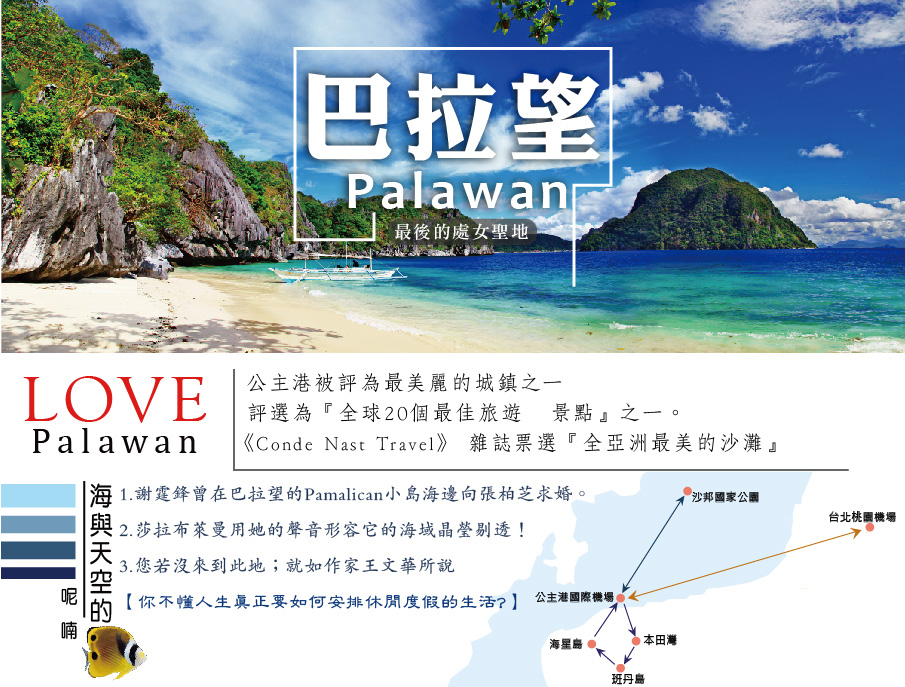 巴拉望
Palawan
最後的處女聖地
LOVE
Palawan
公主港被評為最美麗的城鎮之一
評選為『全球20個最佳旅遊 景點』之一。
《Conde Nast Travel》 雜誌票選『全亞洲最美的沙灘』
海與天空的
呢喃
1.謝霆鋒曾在巴拉望的Pamalican小島海邊向張柏芝求婚。
2.莎拉布萊曼用她的聲音形容它的海域晶瑩剔透！
3.您若沒來到此地；就如作家王文華所說
【你不懂人生真正要如何安排休閒度假的生活?】
沙邦國家公園
台北桃園機場
公主港國際機場
海星島
本田灣
班丹島